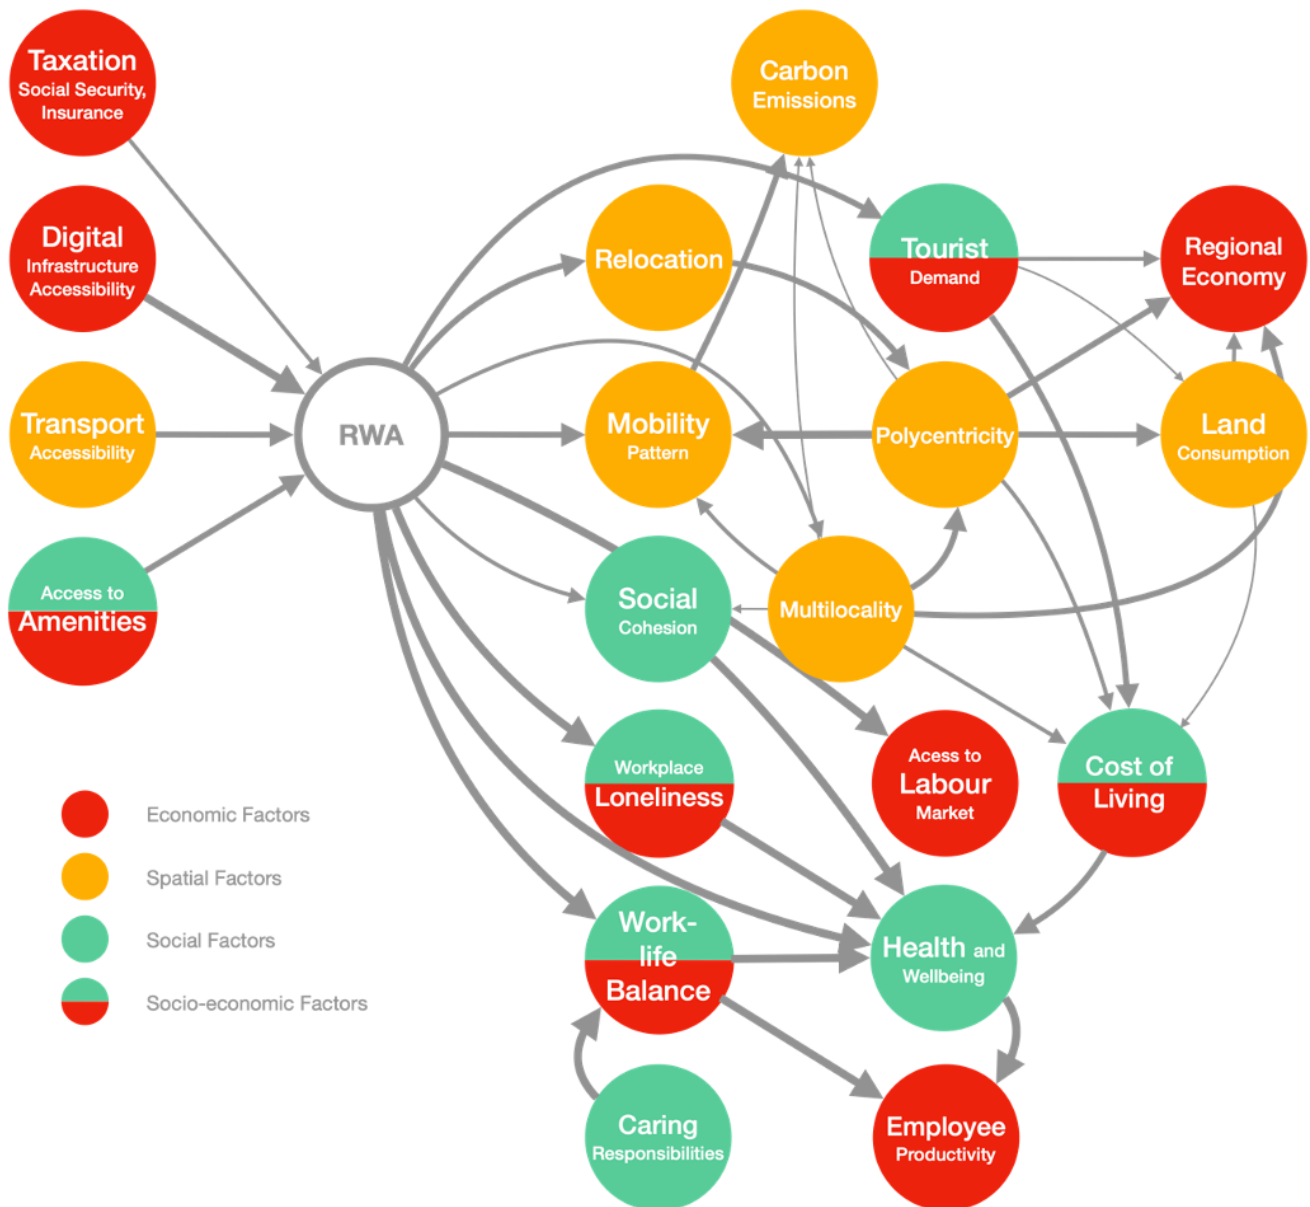 Taxation
Social Security,
Insurance
Carbon
Emissions
Digital
Infrastructure
Accessibility
Relocation
Tourist
Demand
Regional
Economy
Transport
Accessibility
RWA
Mobility
Pattern
Polycentricity
Land
Consumption
Access to
Amenities
Social
Cohesion
Multilocality
Workplace
Loneliness
Acess to
Labour
Market
Cost of
Living
Economic Factors
Spatial Factors
Social Factors
Socio-economic Factors
Work-
life
Balance
Health and
Wellbeing
Caring
Responsibilities
Employee
Productivity